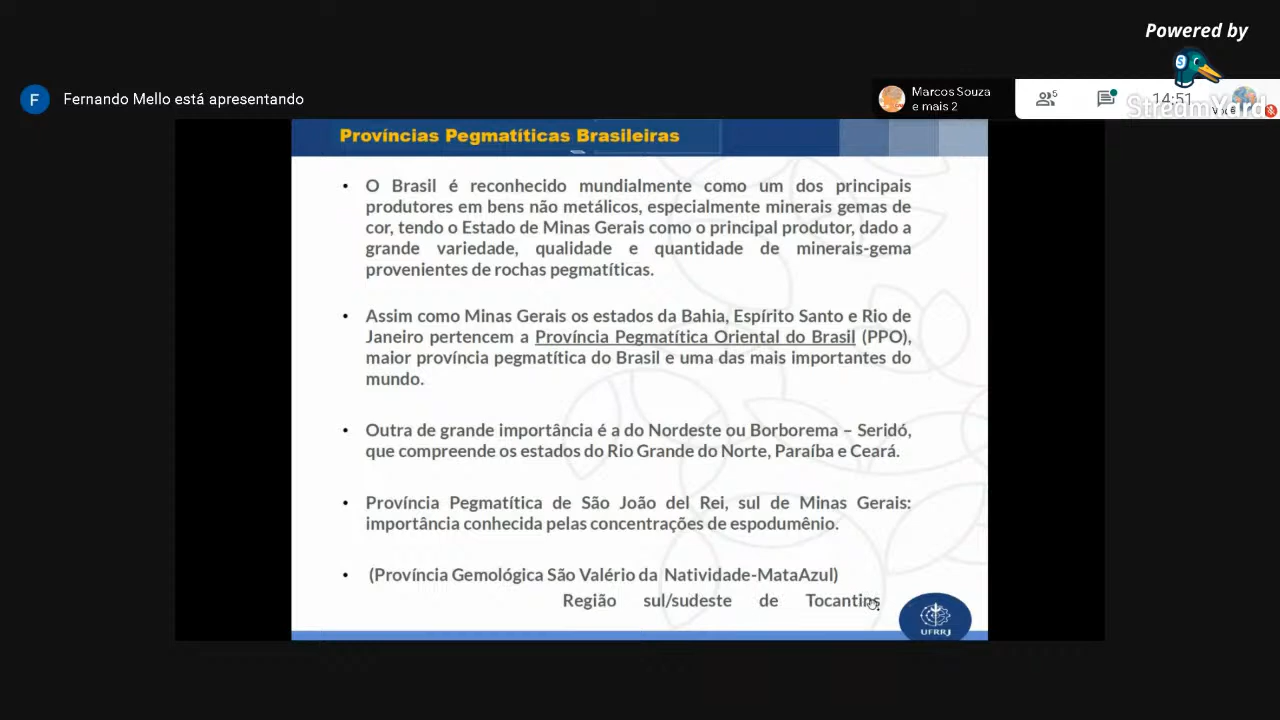 Powered by
F
Fernando Mello está apresentando
Marcos Souza
e mais 2
5
14:51
Você
StreamYard
Províncias Pegmatíticas Brasileiras
• O Brasil é reconhecido mundialmente como um dos principais
produtores em bens não metálicos, especialmente minerais gemas de
cor, tendo o Estado de Minas Gerais como o principal produtor, dado a
grande variedade, qualidade e quantidade de minerais-gema
provenientes de rochas pegmatíticas.
• Assim como Minas Gerais os estados da Bahia, Espírito Santo e Rio de
Janeiro pertencem a Província Pegmatítica Oriental do Brasil (PPO),
maior província pegmatítica do Brasil e uma das mais importantes do
mundo.
• Outra de grande importância é a do Nordeste ou Borborema – Seridó,
que compreende os estados do Rio Grande do Norte, Paraíba e Ceará.
• Província Pegmatítica de São João del Rei, sul de Minas Gerais:
importância conhecida pelas concentrações de espodumênio.
• (Província Gemológica São Valério da Natividade-MataAzul)
Região sul/sudeste de Tocantins
UFRRJ